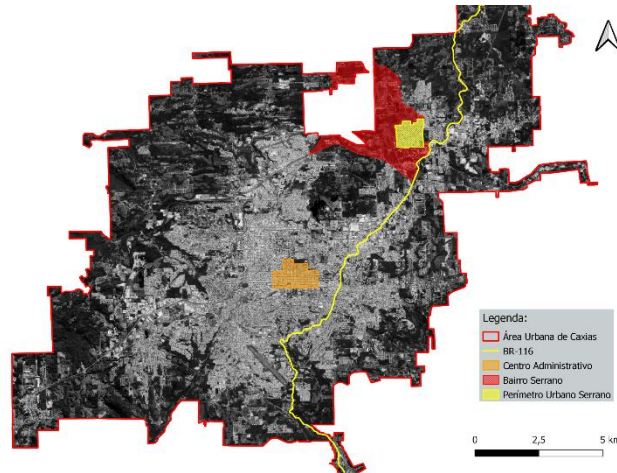 Legenda:
Área Urbana de Caxias
BR-116
Centro Administrativo
Bairro Serrano
Perímetro Urbano Serrano
0 2,5 5 km